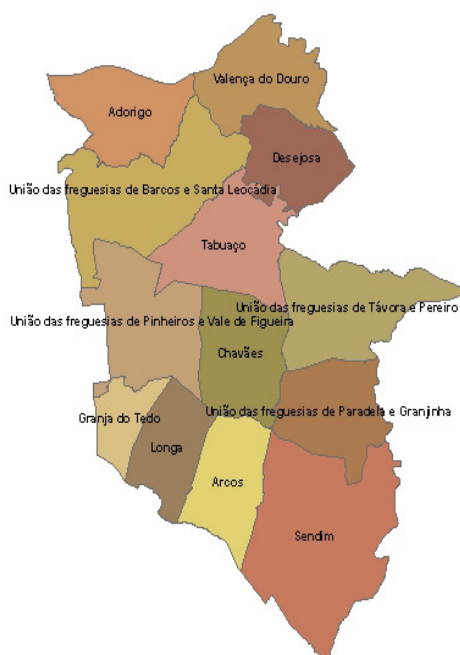 Valença do Douro
Adorigo
Desejosa
União das freguesias de Barcos e Santa Leocádia
Tabuaço
União das freguesias de Távora e Pereiro
União das freguesias de Pinheiros e Vale de Figueira
Chavães
Granja do Tedo
União das freguesias de Paradela e Granjinha
Longa
Arcos
Sendim